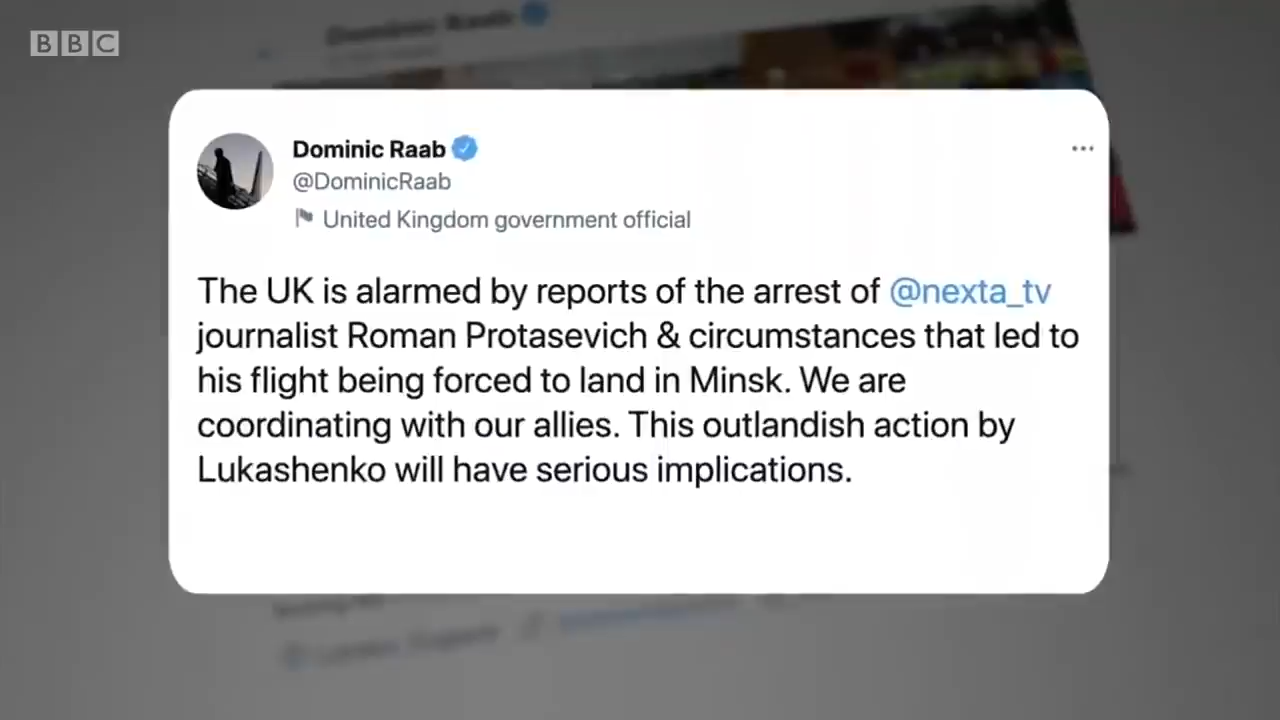 BBC
Dominic Raab
@DominicRaab
United Kingdom government official
The UK is alarmed by reports of the arrest of @nexta_tv
journalist Roman Protasevich & circumstances that led to
his flight being forced to land in Minsk. We are
coordinating with our allies. This outlandish action by
Lukashenko will have serious implications.